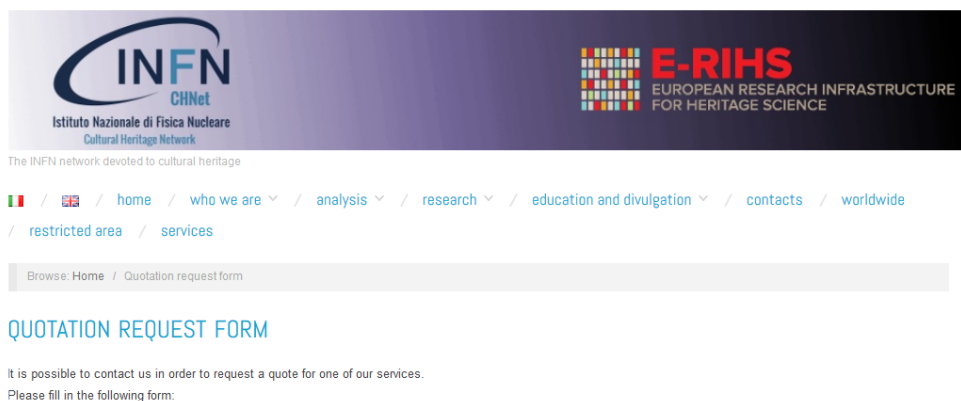 INFN
CHNet
Istituto Nazionale di Fisica Nucleare
Cultural Heritage Network
E-RIHS
EUROPEAN RESEARCH INFRASTRUCTURE
FOR HERITAGE SCIENCE
The INFN network devoted to cultural heritage
/ / home / who we are / analysis / research / education and divulgation / contacts / worldwide
/ restricted area / services
Browse: Home / Quotation request form
QUOTATION REQUEST FORM
It is possible to contact us in order to request a quote for one of our services.
Please fill in the following form: